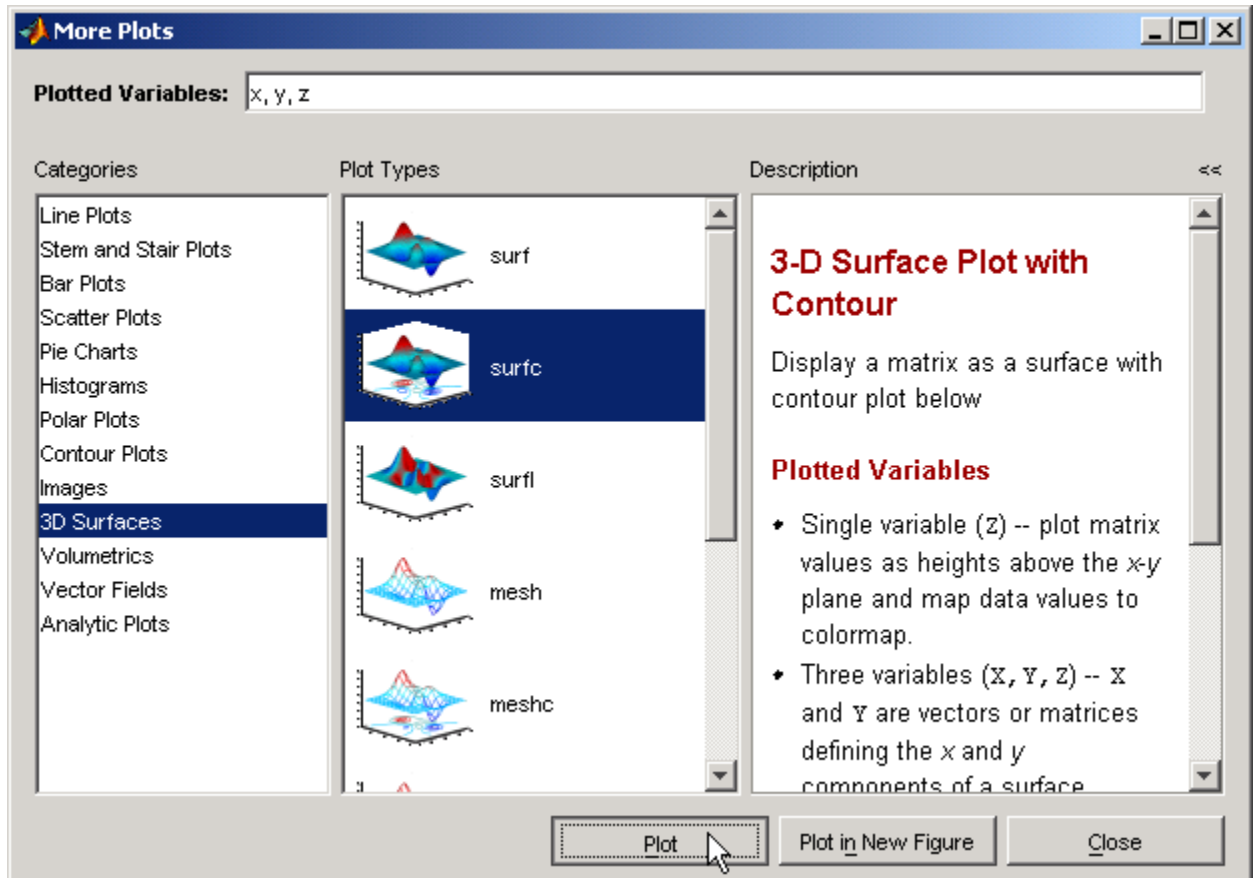 More Plots
Plotted Variables: x, y, z
Categories
Plot Types
Description
<<
Line Plots
Stem and Stair Plots
Bar Plots
Scatter Plots
Pie Charts
Histograms
Polar Plots
Contour Plots
Images
3D Surfaces
Volumetrics
Vector Fields
Analytic Plots
surf
surfc
surfl
mesh
meshc
3-D Surface Plot with
Contour
Display a matrix as a surface with
contour plot below
Plotted Variables
• Single variable (Z) -- plot matrix
values as heights above the x-y
plane and map data values to
colormap.
• Three variables (X, Y, Z) -- X
and Y are vectors or matrices
defining the x and y
components of a surface
Plot
Plot in New Figure
Close